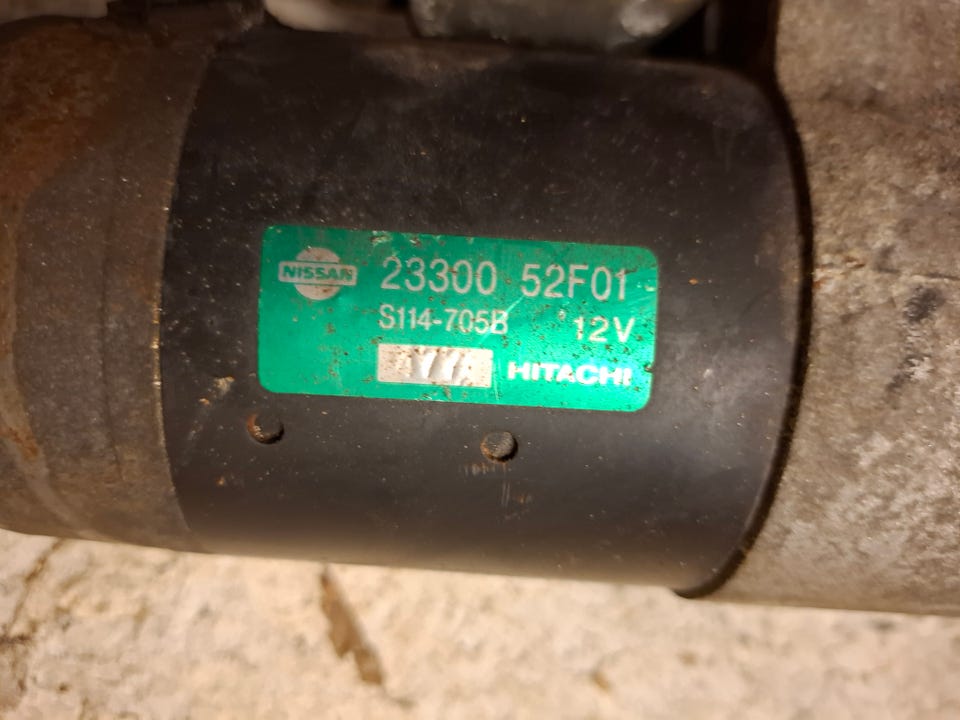 NISSAN 23300 52F01
S114-705B 12V
HITACHI